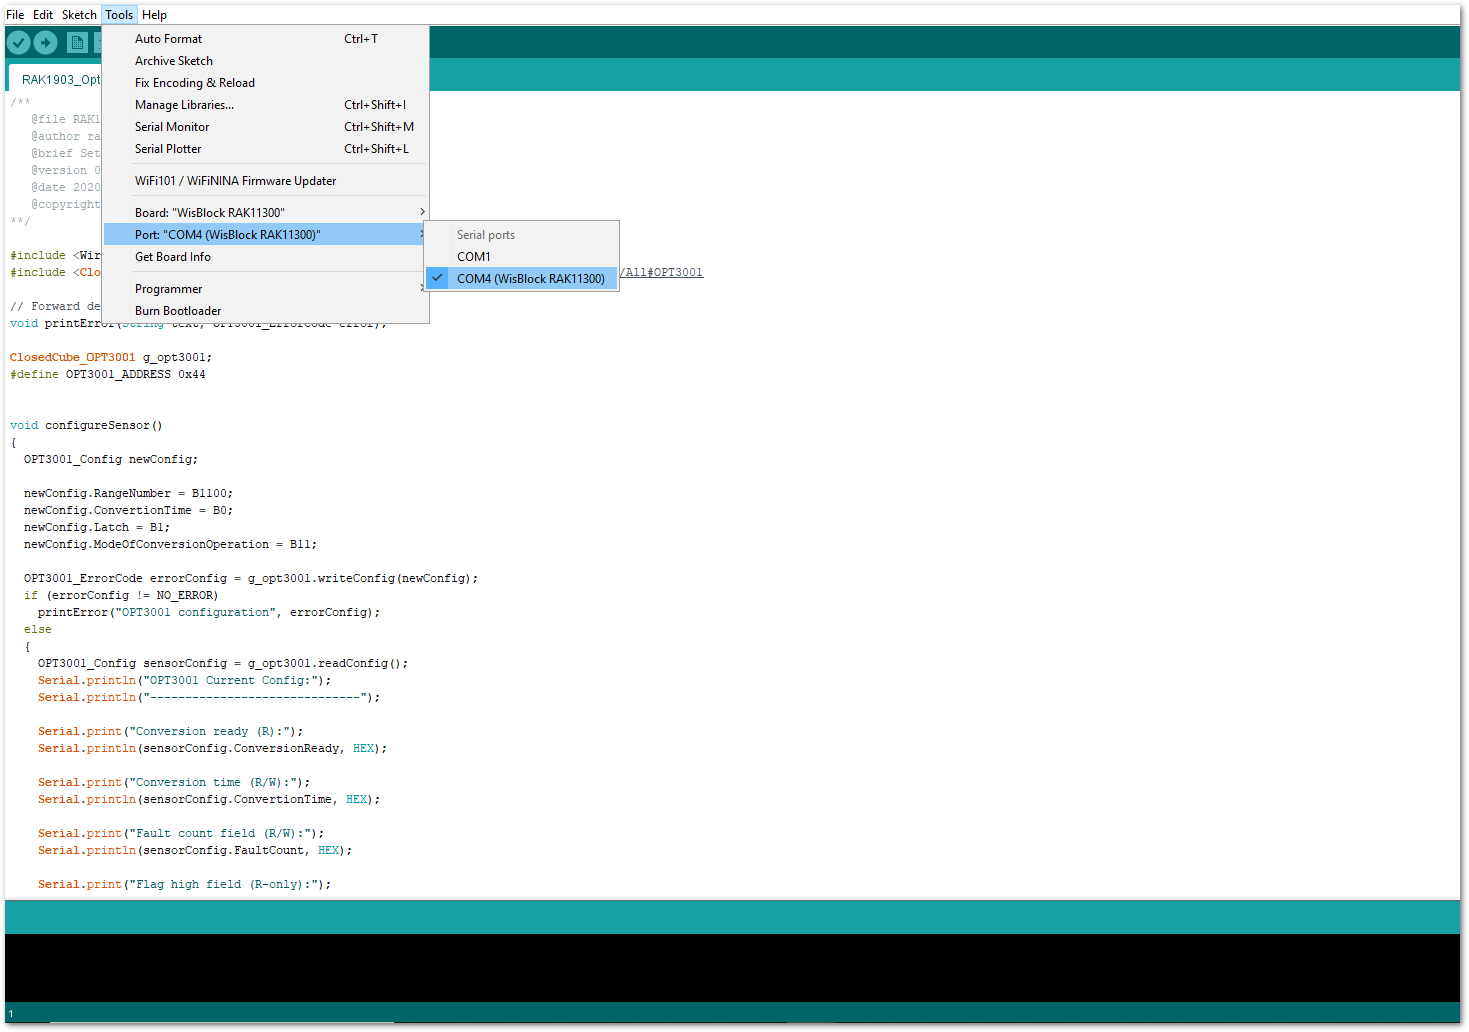 File Edit Sketch Tools Help
Auto Format Ctrl+T
Archive Sketch
Fix Encoding & Reload
Manage Libraries... Ctrl+Shift+I
Serial Monitor Ctrl+Shift+M
Serial Plotter Ctrl+Shift+L
WiFi101 / WiFiNINA Firmware Updater
Board: "WisBlock RAK11300"
Port: "COM4 (WisBlock RAK11300)"
Get Board Info
Programmer
Burn Bootloader
Serial ports
COM1
COM4 (WisBlock RAK11300)
RAK1903_Opt
/**
@file RAK1
@author ra
@brief Set
@version 0
@date 2020
@copyright
**/
#include <Wir
#include <Clo /All#OPT3001
// Forward de
void printError(String text, OPT3001_ErrorCode error);
ClosedCube_OPT3001 g_opt3001;
#define OPT3001_ADDRESS 0x44
void configureSensor()
{
OPT3001_Config newConfig;
newConfig.RangeNumber = B1100;
newConfig.ConvertionTime = B0;
newConfig.Latch = B1;
newConfig.ModeOfConversionOperation = B11;
OPT3001_ErrorCode errorConfig = g_opt3001.writeConfig(newConfig);
if (errorConfig != NO_ERROR)
printError("OPT3001 configuration", errorConfig);
else
{
OPT3001_Config sensorConfig = g_opt3001.readConfig();
Serial.println("OPT3001 Current Config:");
Serial.println("------------------------------");
Serial.print("Conversion ready (R):");
Serial.println(sensorConfig.ConversionReady, HEX);
Serial.print("Conversion time (R/W):");
Serial.println(sensorConfig.ConvertionTime, HEX);
Serial.print("Fault count field (R/W):");
Serial.println(sensorConfig.FaultCount, HEX);
Serial.print("Flag high field (R-only):");
1